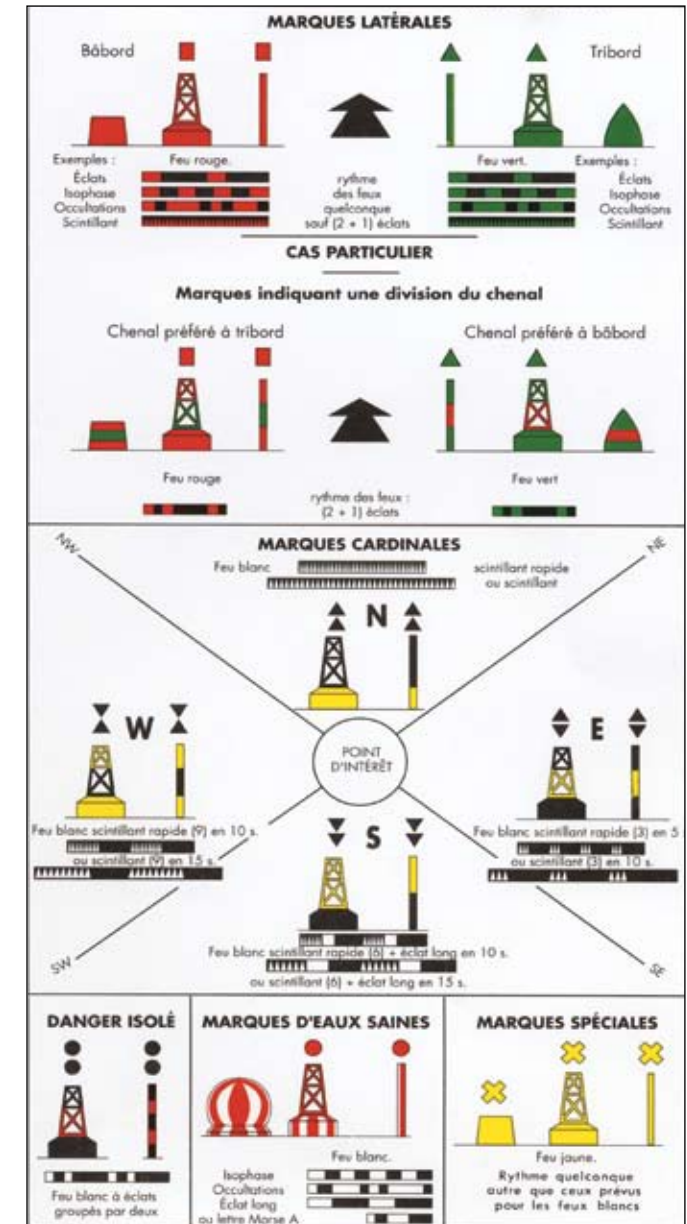 MARQUES LATÉRALES
Bâbord
Tribord
Exemples :
Feu rouge.
Éclats
Isophase
Occultations
Scintillant
rythme
des feux
quelconque
sauf (2 + 1) éclats
Feu vert.
Exemples :
Éclats
Isophase
Occultations
Scintillant
CAS PARTICULIER
Marques indiquant une division du chenal
Chenal préféré à tribord
Chenal préféré à bâbord
Feu rouge
rythme des feux :
(2 + 1) éclats
Feu vert
MARQUES CARDINALES
NW
NE
Feu blanc
scintillant rapide
ou scintillant
N
W
POINT
D'INTÉRÊT
E
Feu blanc scintillant rapide (9) en 10 s.
ou scintillant (9) en 15 s.
Feu blanc scintillant rapide (3) en 5
ou scintillant (3) en 10 s.
S
Feu blanc scintillant rapide (6) + éclat long en 10 s.
ou scintillant (6) + éclat long en 15 s.
SW
SE
DANGER ISOLÉ
Feu blanc à éclats
groupés par deux
MARQUES D'EAUX SAINES
Feu blanc.
Isophase
Occultations
Éclat long
ou lettre Morse A
MARQUES SPÉCIALES
Feu jaune.
Rythme quelconque
autre que ceux prévus
pour les feux blancs